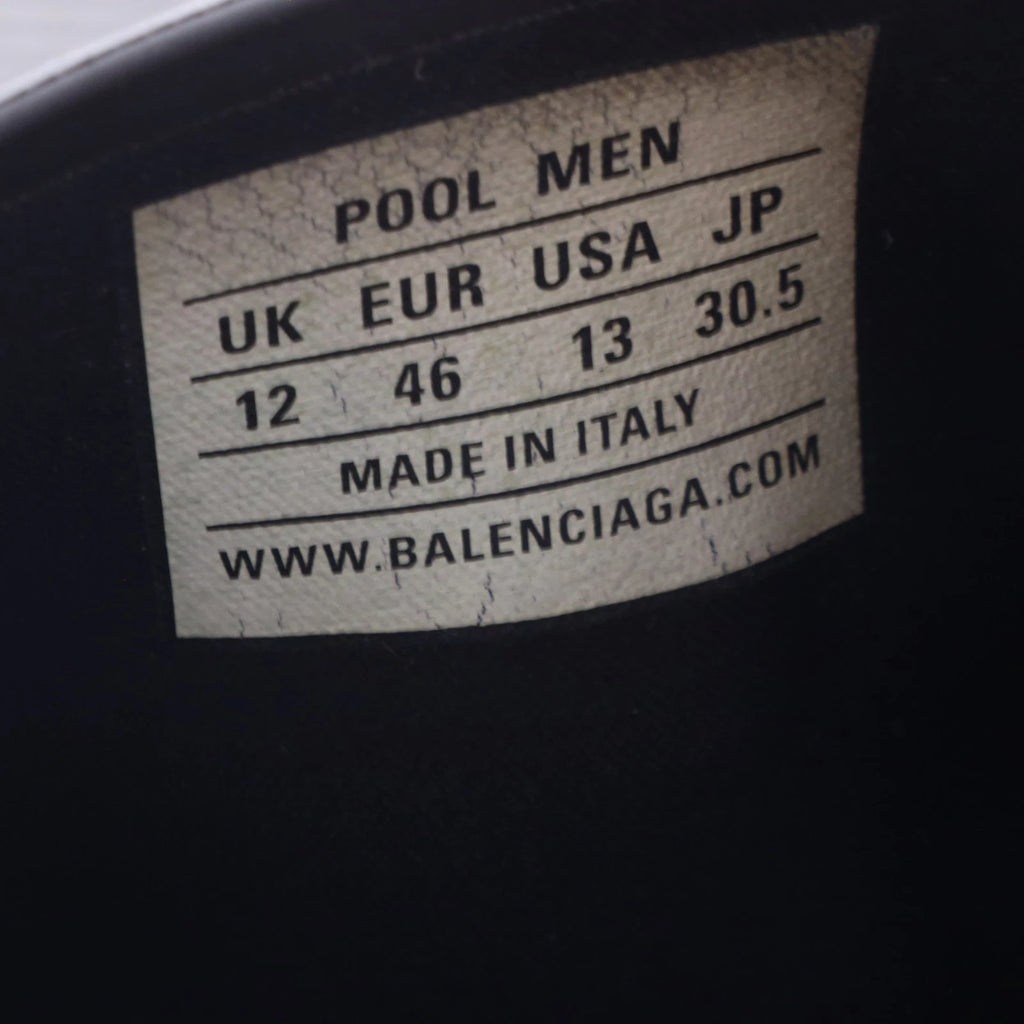 POOL MEN
UK EUR USA JP
12 46 13 30.5
MADE IN ITALY
WWW.BALENCIAGA.COM